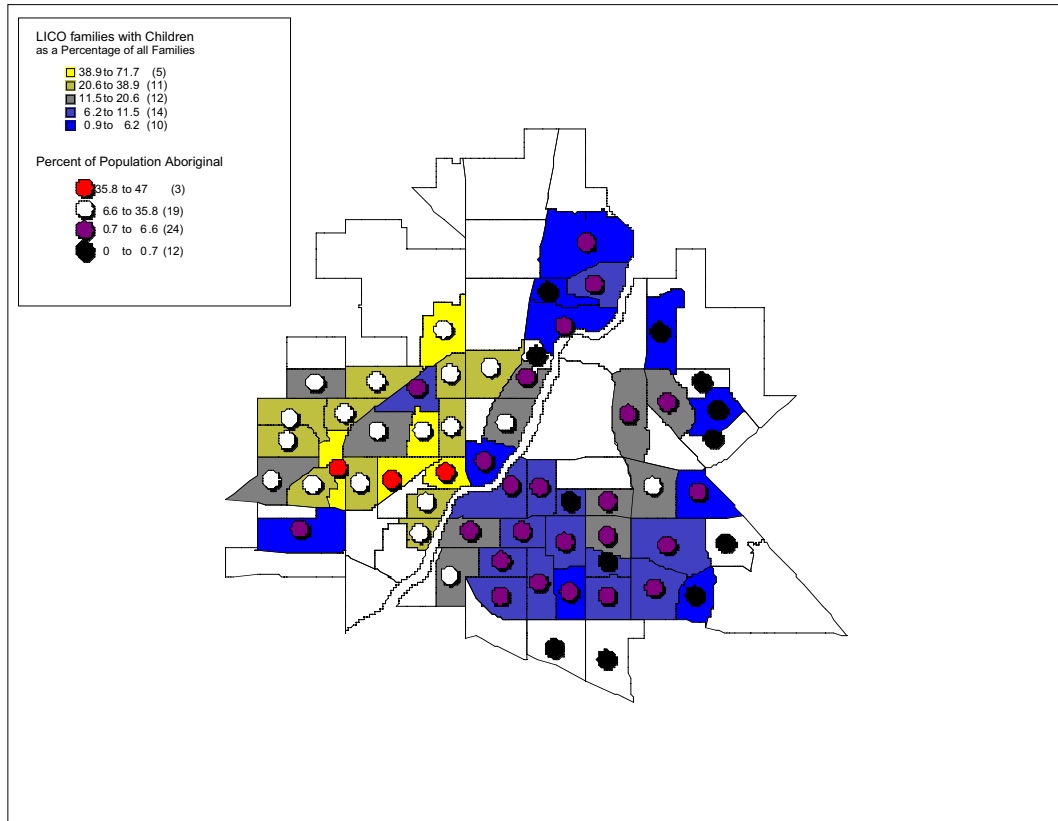 LICO families with Children
as a Percentage of all Families
38.9 to 71.7 (5)
20.6 to 38.9 (11)
11.5 to 20.6 (12)
6.2 to 11.5 (14)
0.9 to 6.2 (10)
Percent of Population Aboriginal
35.8 to 47 (3)
6.6 to 35.8 (19)
0.7 to 6.6 (24)
0 to 0.7 (12)